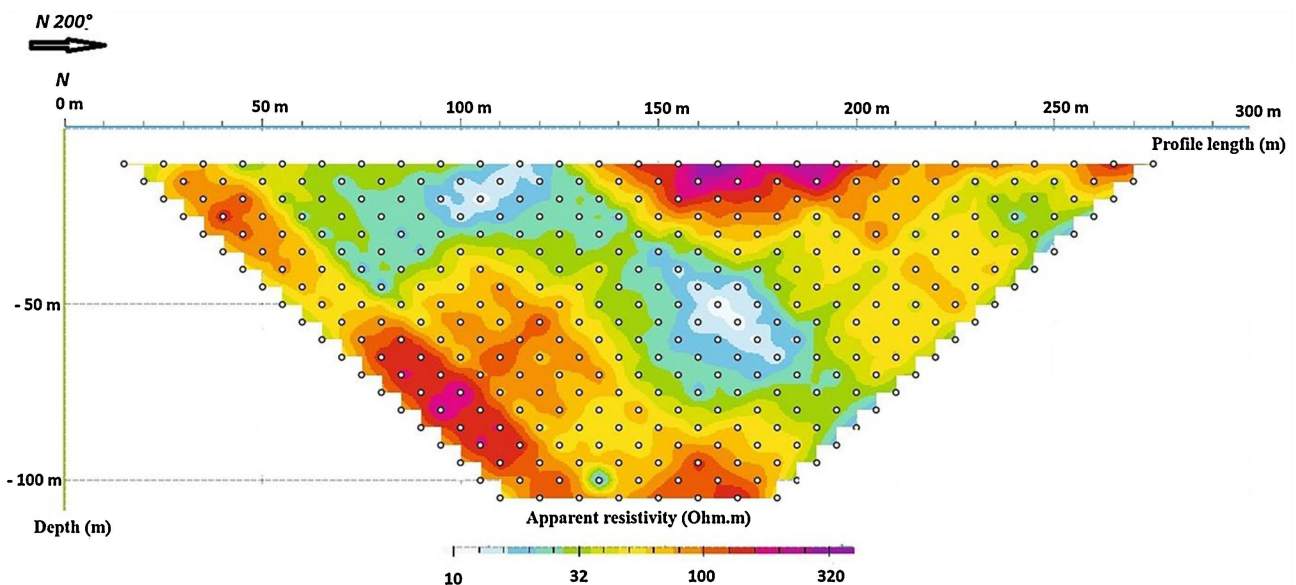 N 200°
N
0 m 50 m 100 m 150 m 200 m 250 m 300 m
Profile length (m)
- 50 m
- 100 m
Depth (m)
Apparent resistivity (Ohm.m)
10 32 100 320